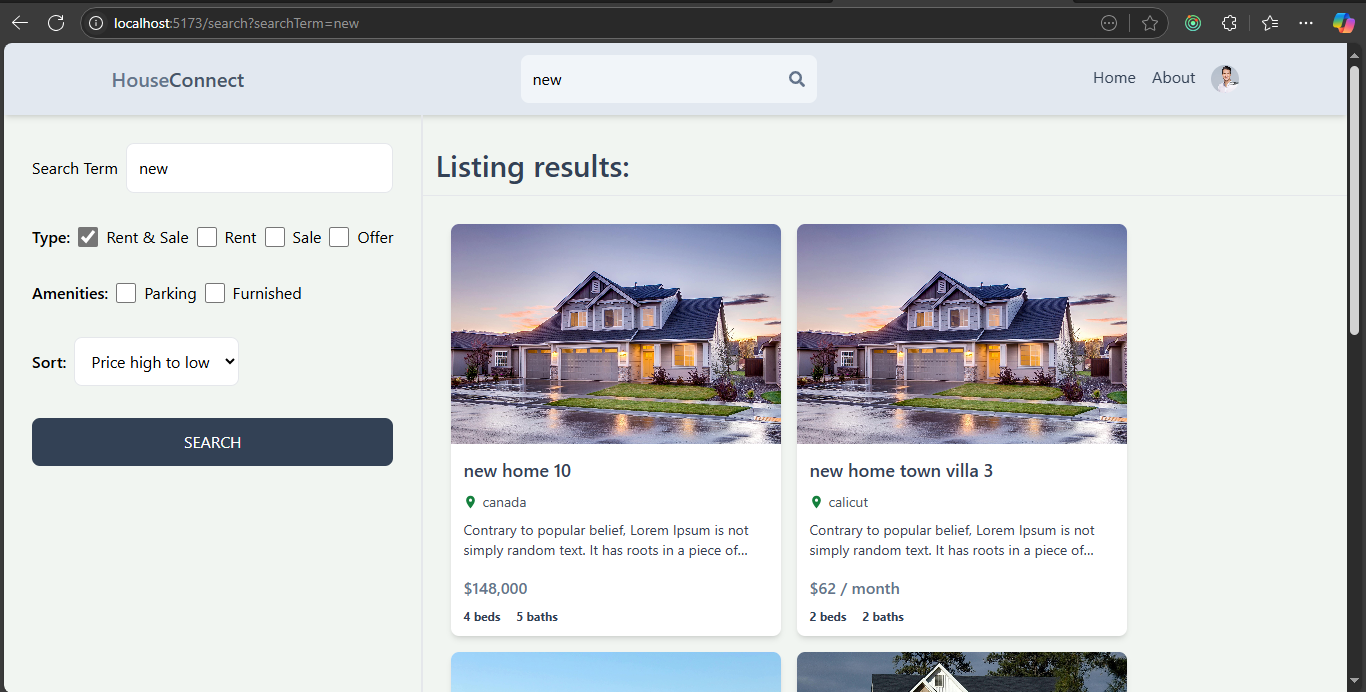 localhost:5173/search?searchTerm=new
HouseConnect
new
Home About
Search Term new
Type: Rent & Sale Rent Sale Offer
Amenities: Parking Furnished
Sort: Price high to low
SEARCH
Listing results:
new home 10
canada
Contrary to popular belief, Lorem Ipsum is not
simply random text. It has roots in a piece of...
$148,000
4 beds 5 baths
new home town villa 3
calicut
Contrary to popular belief, Lorem Ipsum is not
simply random text. It has roots in a piece of...
$62 / month
2 beds 2 baths